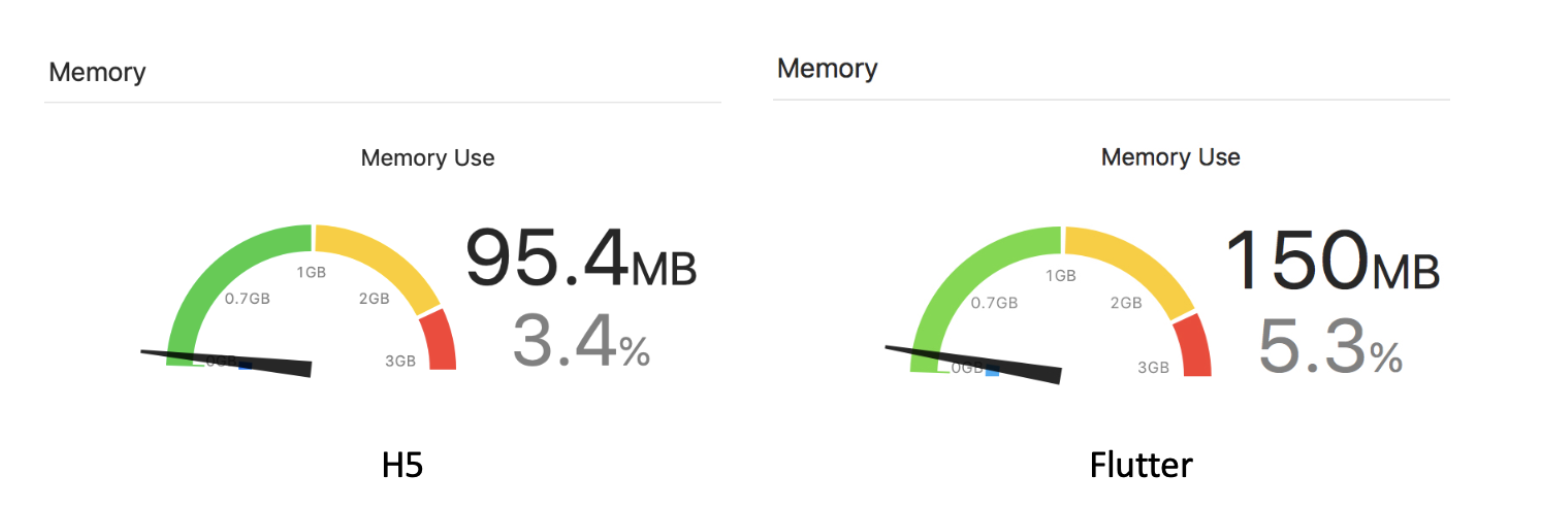 Memory
Memory Use
95.4MB
3.4%
1GB
0.7GB
2GB
0GB
3GB
H5
Memory
Memory Use
150MB
5.3%
1GB
0.7GB
2GB
0GB
3GB
Flutter